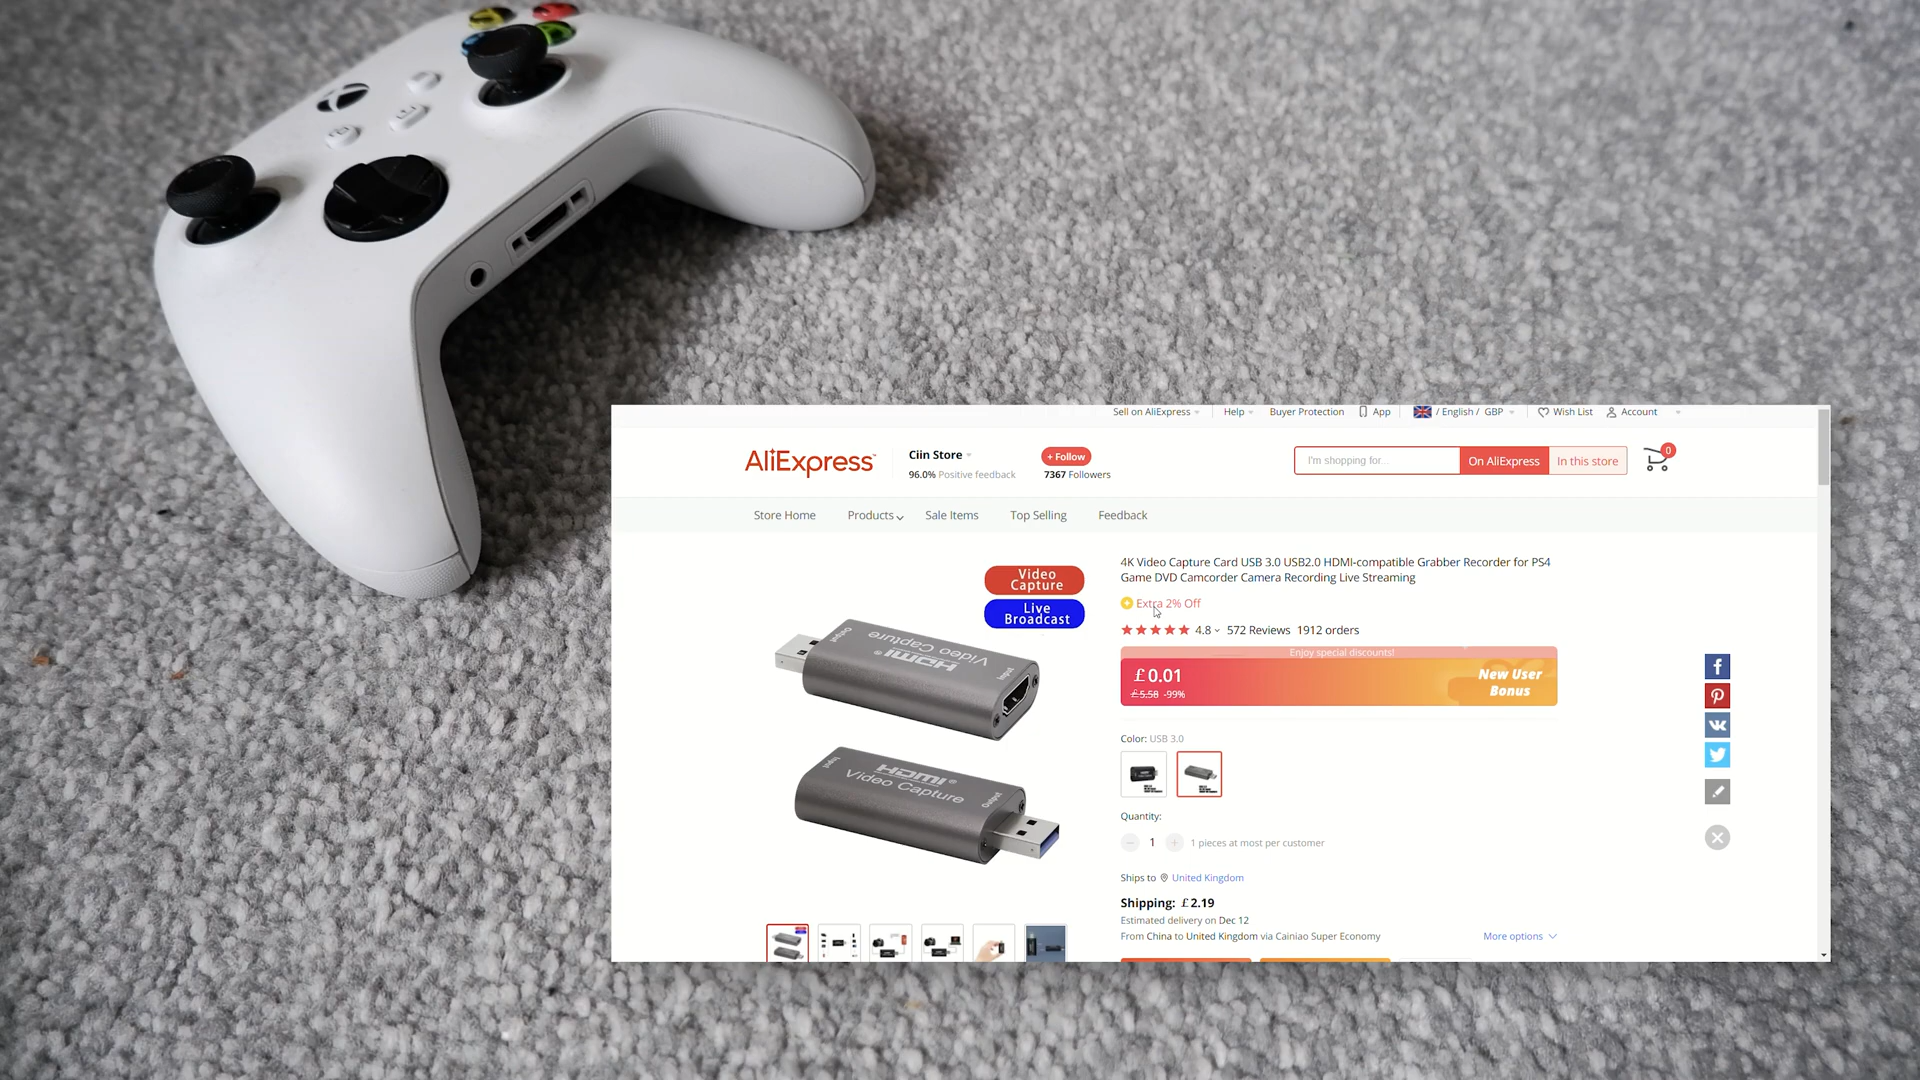 Sell on AliExpress
Help
Buyer Protection
App
/ English / GBP
Wish List
Account
AliExpress
Ciin Store
96.0% Positive feedback
+ Follow
7367 Followers
I'm shopping for...
On AliExpress
In this store
0
Store Home
Products
Sale Items
Top Selling
Feedback
Video
Capture
Live
Broadcast
Output
HDMI
Video Capture
Input
Input
HDMI
Video Capture
Output
4K Video Capture Card USB 3.0 USB2.0 HDMI-compatible Grabber Recorder for PS4
Game DVD Camcorder Camera Recording Live Streaming
Extra 2% Off
4.8
572 Reviews
1912 orders
Enjoy special discounts!
£0.01
£5.58 -99%
New User
Bonus
Color: USB 3.0
Quantity:
1
1 pieces at most per customer
Ships to
United Kingdom
Shipping: £2.19
Estimated delivery on Dec 12
From China to United Kingdom via Cainiao Super Economy
More options